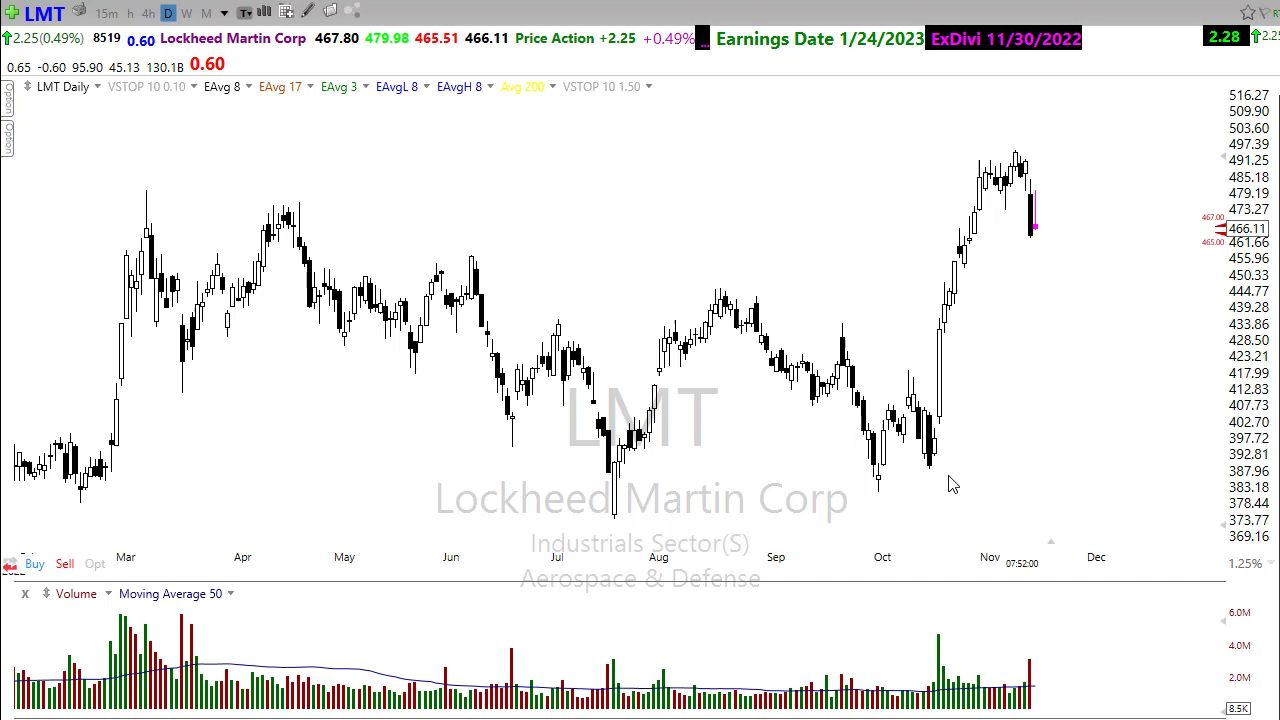 LMT 15m h 4h D W M T
2.25(0.49%) 8519 0.60 Lockheed Martin Corp 467.80 479.98 465.51 466.11 Price Action +2.25 +0.49% ... Earnings Date 1/24/2023 ExDivi 11/30/2022 2.28
0.65 -0.60 95.90 45.13 130.1B 0.60
Option
Option
LMT Daily VSTOP 10 0.10 EAvg 8 EAvg 17 EAvg 3 EAvgL 8 EAvgH 8 Avg 200 VSTOP 10 1.50
516.27
509.90
503.60
497.39
491.25
485.18
479.19
473.27
467.00
466.11
465.00
461.66
455.96
450.33
444.77
439.28
433.86
428.50
423.21
417.99
412.83
407.73
402.70
397.72
392.81
387.96
383.18
378.44
373.77
369.16
LMT
Lockheed Martin Corp
Industrials Sector(S)
Aerospace & Defense
Mar Apr May Jun Jul Aug Sep Oct Nov Dec
07:52:00
Buy Sell Opt
1.25%
x Volume Moving Average 50
6.0M
4.0M
2.0M
8.5K